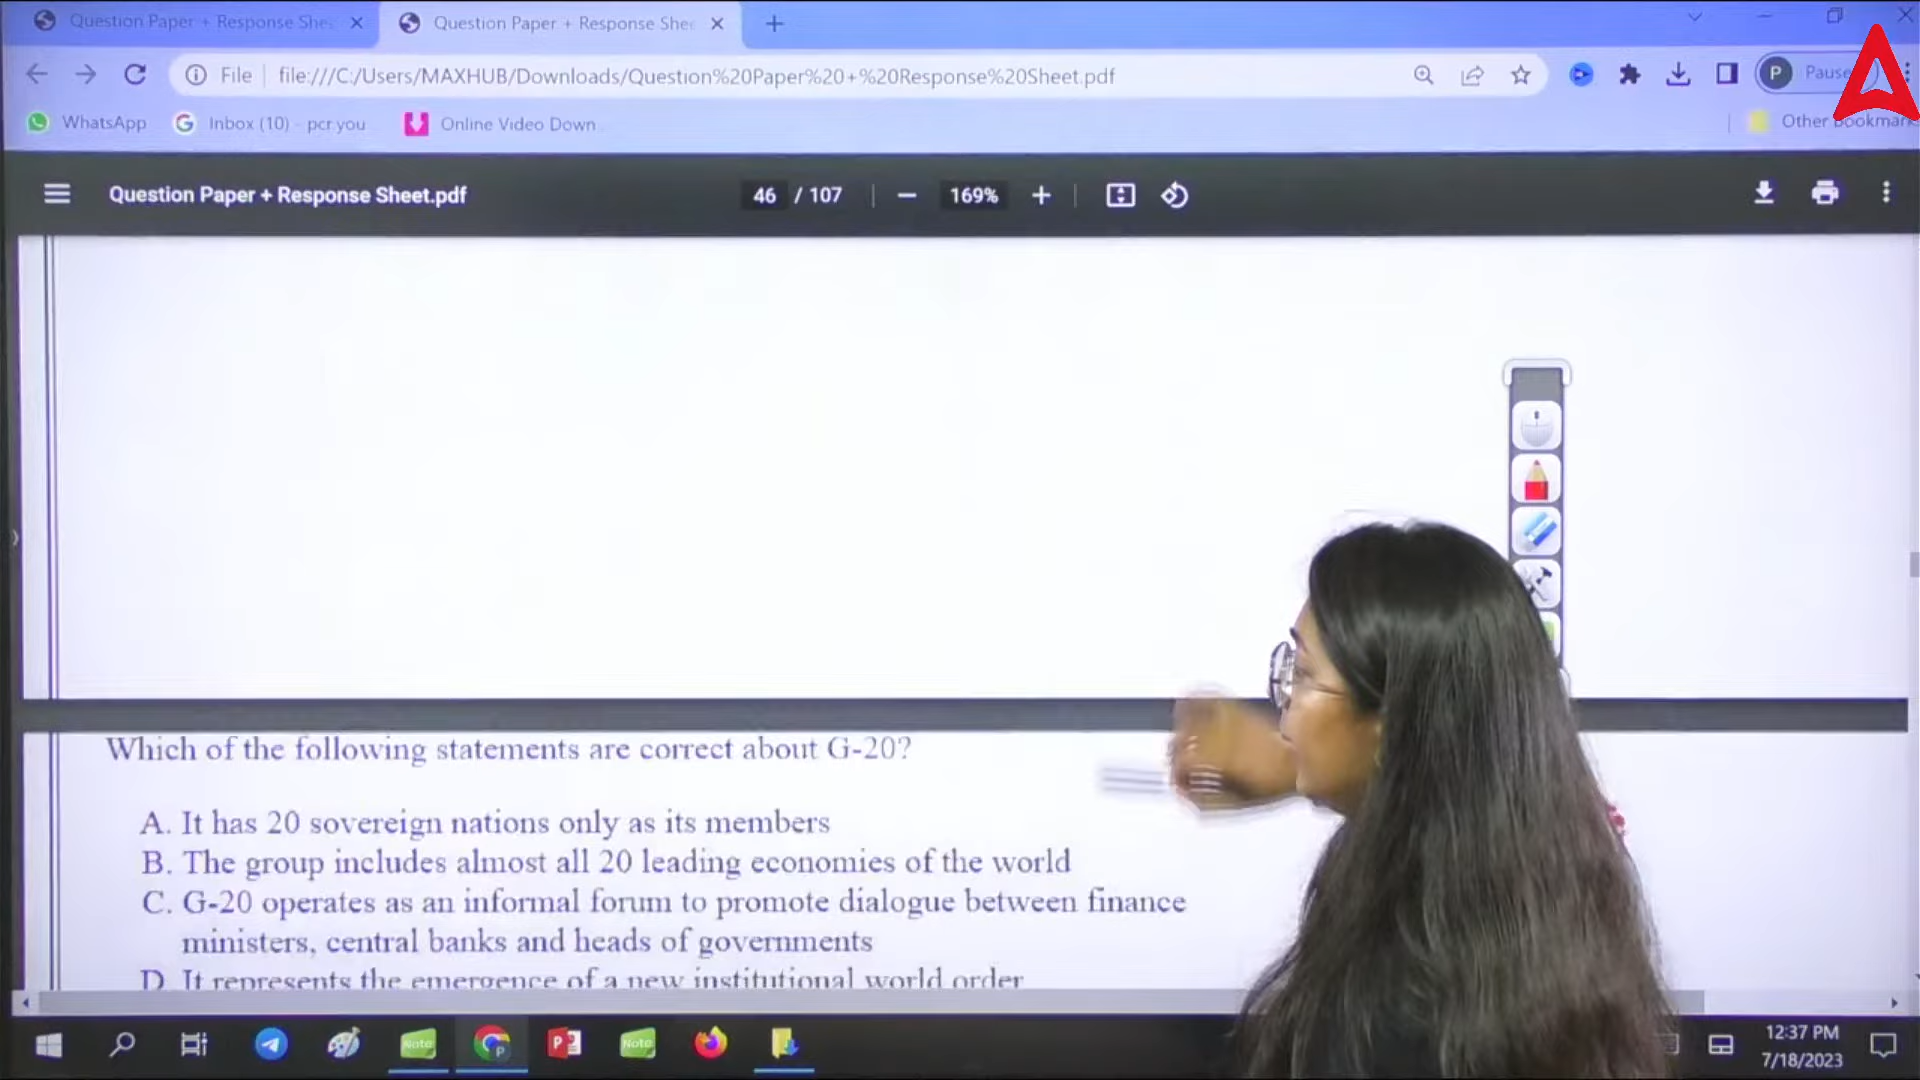 Question Paper + Response She
Question Paper + Response Shee
File
file:///C:/Users/MAXHUB/Downloads/Question%20Paper%20+%20Response%20Sheet.pdf
P
Pause
WhatsApp
Inbox (10) - pcr.you
Online Video Down
Other Bookmark
Question Paper + Response Sheet.pdf
46 / 107
169%
Which of the following statements are correct about G-20?
A. It has 20 sovereign nations only as its members
B. The group includes almost all 20 leading economies of the world
C. G-20 operates as an informal forum to promote dialogue between finance
ministers, central banks and heads of governments
D. It represents the emergence of a new institutional world order
Note
P
Note
12:37 PM
7/18/2023